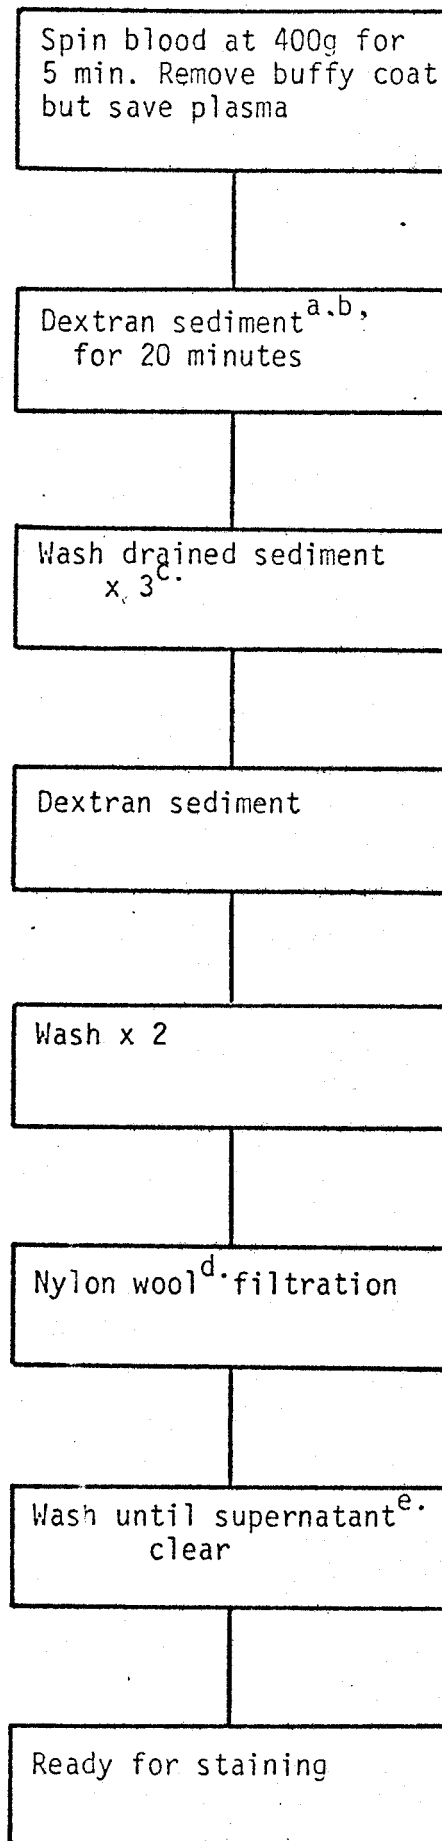 Spin blood at 400g for
5 min. Remove buffy coat
but save plasma
Dextran sediment a.b,
for 20 minutes
Wash drained sediment
x 3 c.
Dextran sediment
Wash x 2
Nylon wool d. filtration
Wash until supernatant e.
clear
Ready for staining